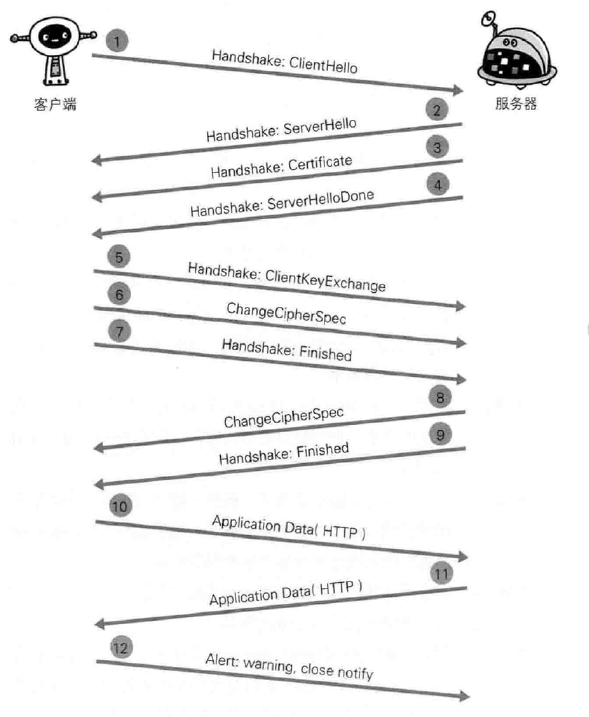 1
Handshake: ClientHello
客户端
服务器
2
Handshake: ServerHello
3
Handshake: Certificate
4
Handshake: ServerHelloDone
5
Handshake: ClientKeyExchange
6
ChangeCipherSpec
7
Handshake: Finished
8
ChangeCipherSpec
9
Handshake: Finished
10
Application Data( HTTP )
11
Application Data( HTTP )
12
Alert: warning, close notify